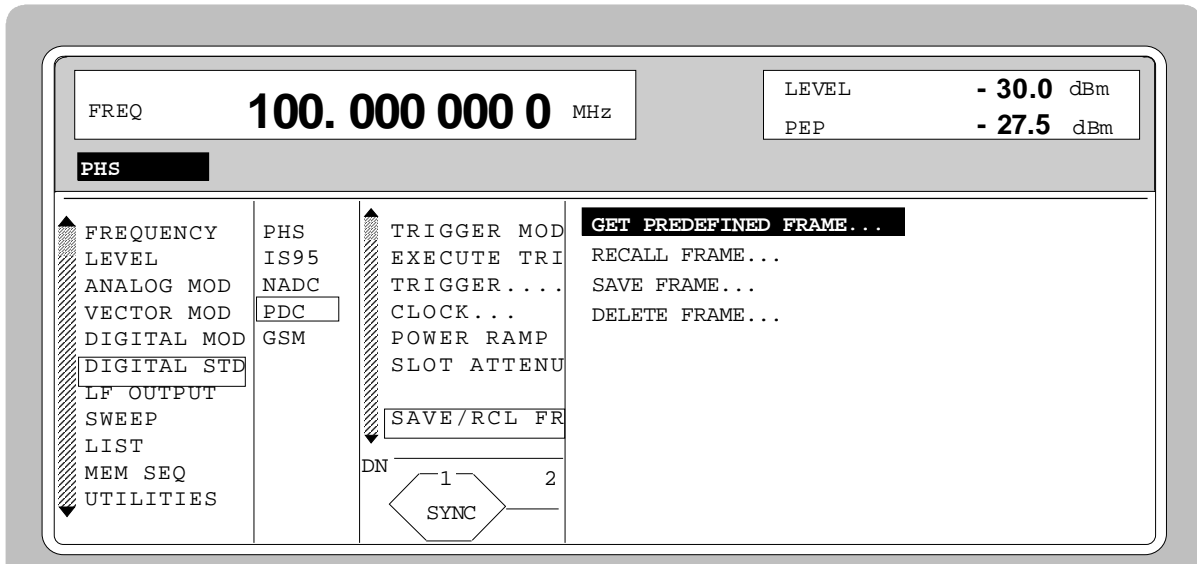 FREQ 100. 000 000 0 MHz
LEVEL - 30.0 dBm
PEP - 27.5 dBm
PHS
FREQUENCY
LEVEL
ANALOG MOD
VECTOR MOD
DIGITAL MOD
DIGITAL STD
LF OUTPUT
SWEEP
LIST
MEM SEQ
UTILITIES
PHS
IS95
NADC
PDC
GSM
TRIGGER MOD
EXECUTE TRI
TRIGGER....
CLOCK...
POWER RAMP
SLOT ATTENU
SAVE/RCL FR
DN 1 2
SYNC
GET PREDEFINED FRAME...
RECALL FRAME...
SAVE FRAME...
DELETE FRAME...